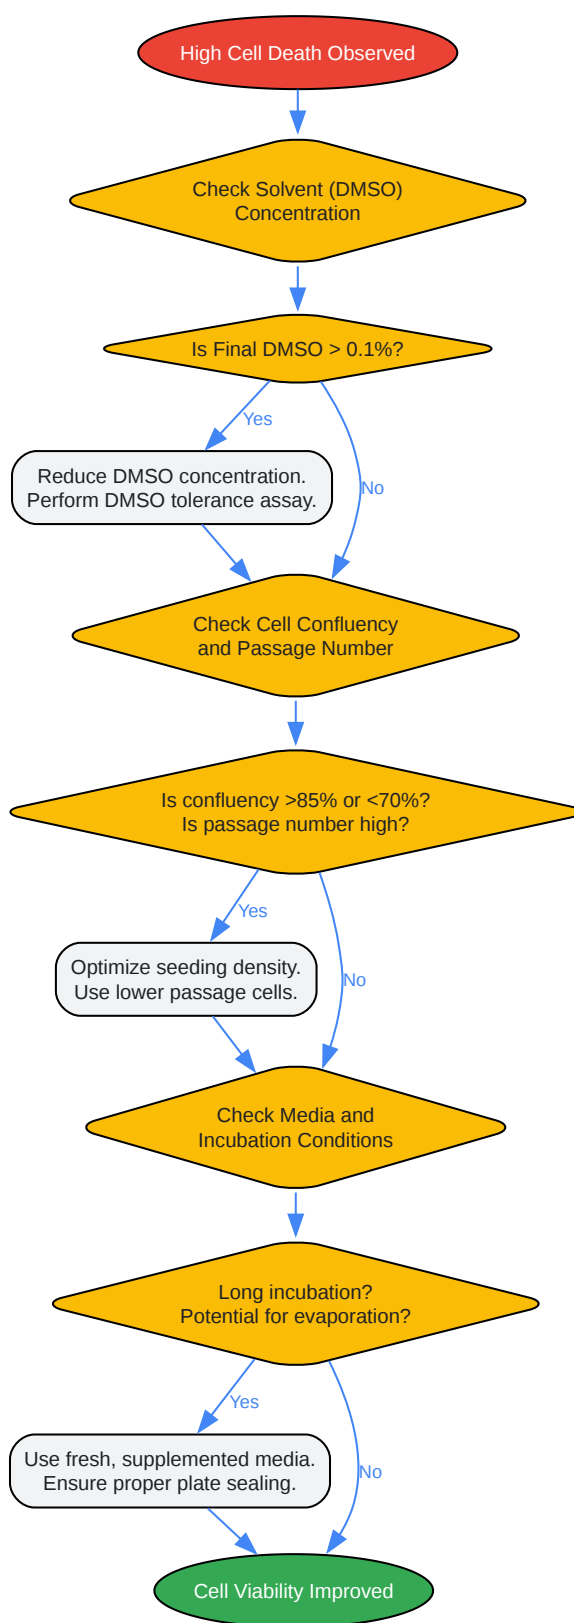 High Cell Death Observed
Check Solvent (DMSO)
Concentration
Is Final DMSO > 0.1%?
Yes
No
Reduce DMSO concentration.
Perform DMSO tolerance assay.
Check Cell Confluency
and Passage Number
Is confluency >85% or <70%?
Is passage number high?
Yes
No
Optimize seeding density.
Use lower passage cells.
Check Media and
Incubation Conditions
Long incubation?
Potential for evaporation?
Yes
No
Use fresh, supplemented media.
Ensure proper plate sealing.
Cell Viability Improved